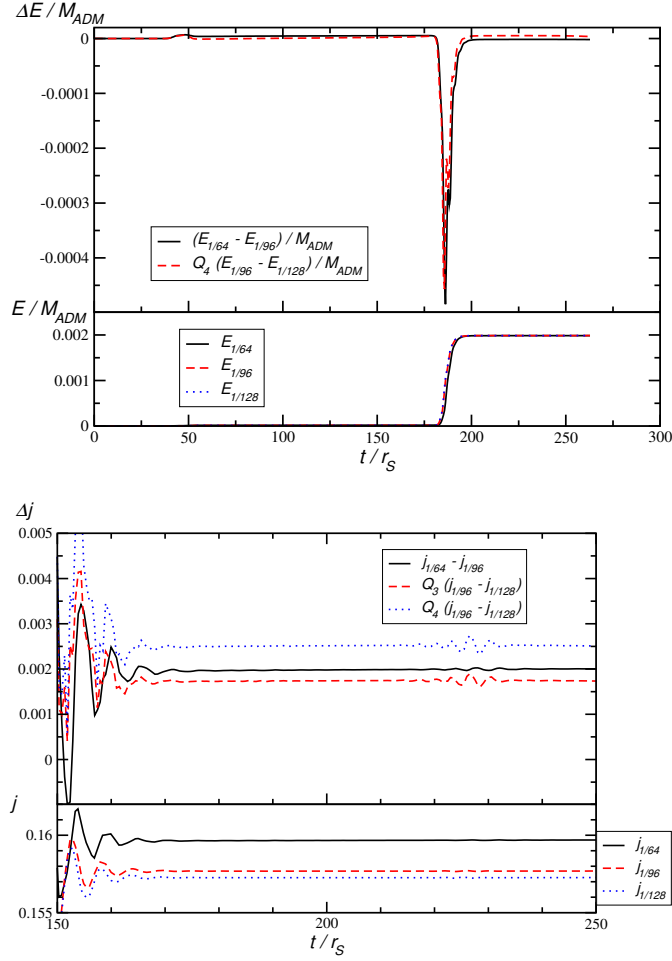 ΔE / M_ADM
0
-0.0001
-0.0002
-0.0003
-0.0004
(E_1/64 - E_1/96) / M_ADM
Q_4 (E_1/96 - E_1/128) / M_ADM
E / M_ADM
0.002
0.001
0
E_1/64
E_1/96
E_1/128
0 50 100 150 200 250 300
t / r_S
Δj
0.005
0.004
0.003
0.002
0.001
0
j_1/64 - j_1/96
Q_3 (j_1/96 - j_1/128)
Q_4 (j_1/96 - j_1/128)
j
0.16
0.155
j_1/64
j_1/96
j_1/128
150 200 250
t / r_S